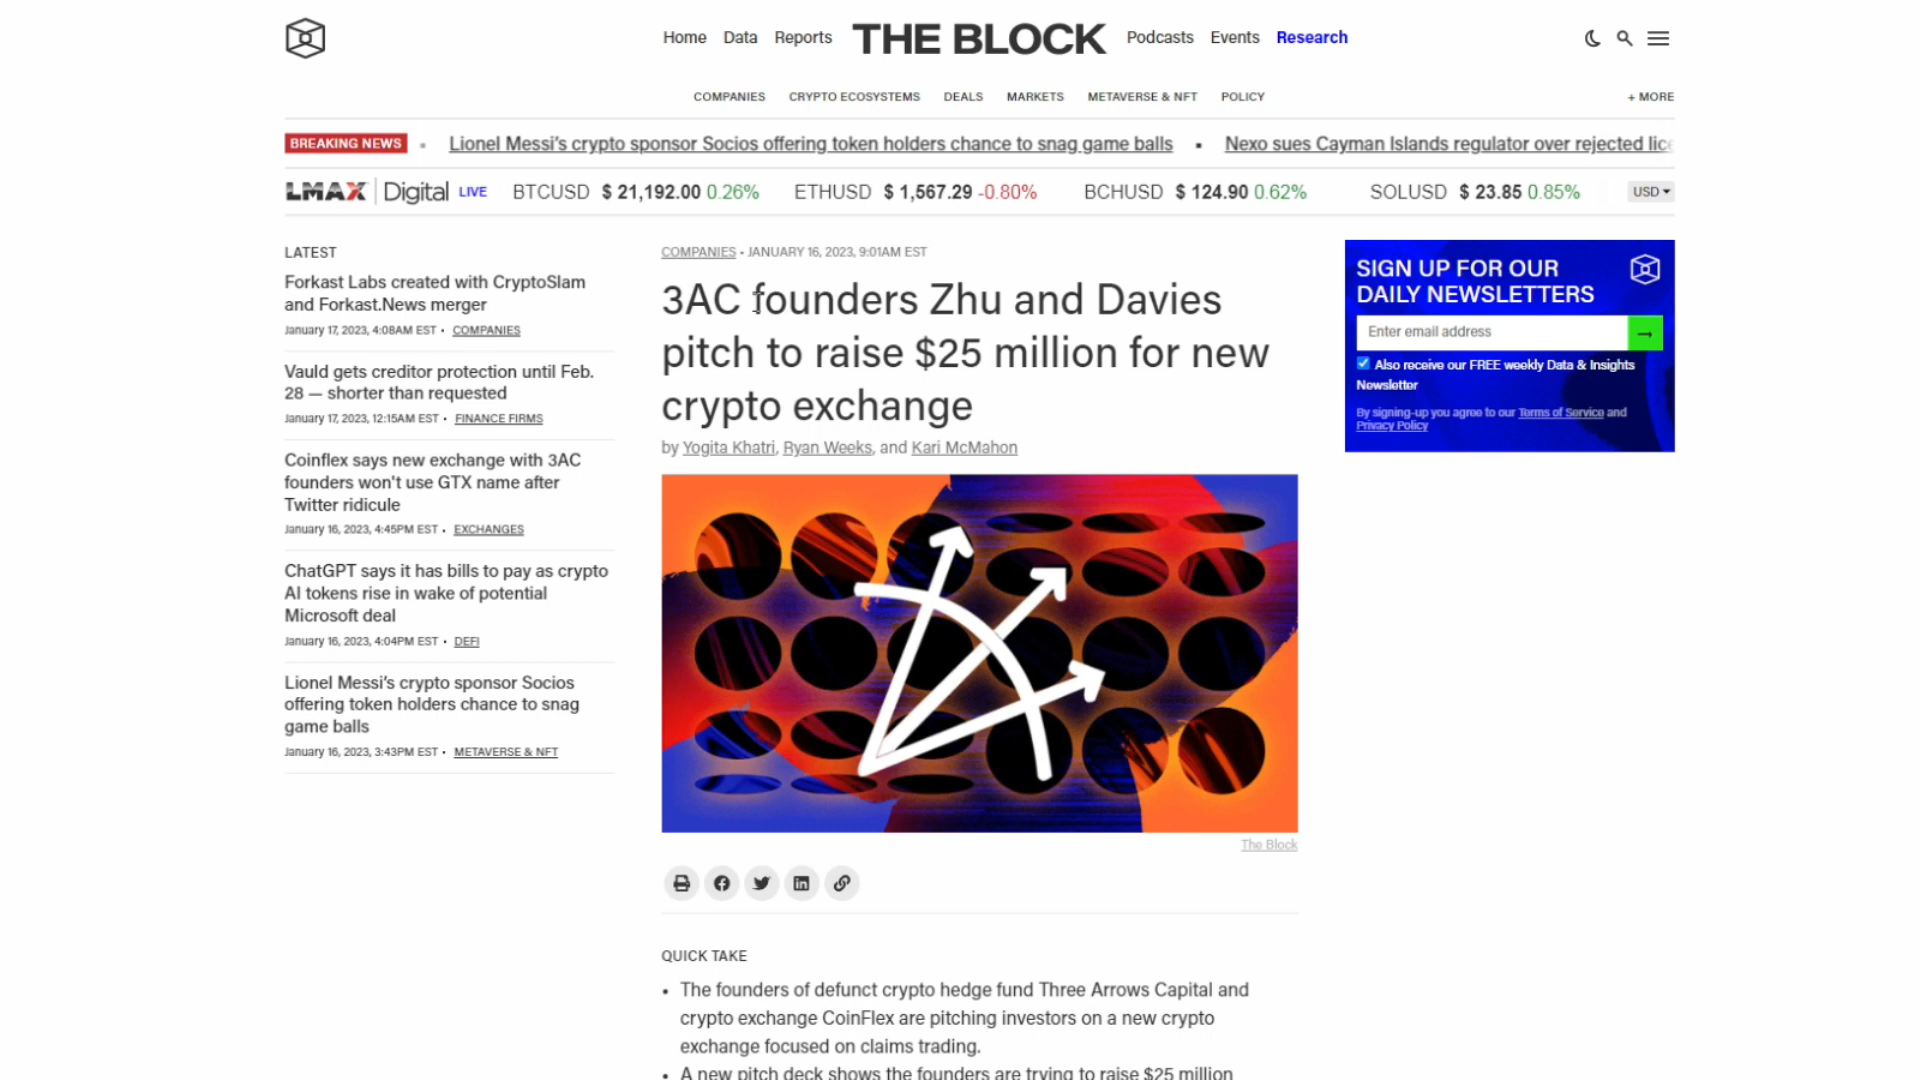 Home Data Reports THE BLOCK Podcasts Events Research
COMPANIES CRYPTO ECOSYSTEMS DEALS MARKETS METAVERSE & NFT POLICY + MORE
BREAKING NEWS • Lionel Messi's crypto sponsor Socios offering token holders chance to snag game balls • Nexo sues Cayman Islands regulator over rejected lic
LMAX Digital LIVE BTCUSD $ 21,192.00 0.26% ETHUSD $ 1,567.29 -0.80% BCHUSD $ 124.90 0.62% SOLUSD $ 23.85 0.85% USD
LATEST
Forkast Labs created with CryptoSlam
and Forkast.News merger
January 17, 2023, 4:08AM EST • COMPANIES
Vauld gets creditor protection until Feb.
28 — shorter than requested
January 17, 2023, 12:15AM EST • FINANCE FIRMS
Coinflex says new exchange with 3AC
founders won't use GTX name after
Twitter ridicule
January 16, 2023, 4:45PM EST • EXCHANGES
ChatGPT says it has bills to pay as crypto
AI tokens rise in wake of potential
Microsoft deal
January 16, 2023, 4:04PM EST • DEFI
Lionel Messi's crypto sponsor Socios
offering token holders chance to snag
game balls
January 16, 2023, 3:43PM EST • METAVERSE & NFT
COMPANIES • JANUARY 16, 2023, 9:01AM EST
3AC founders Zhu and Davies
pitch to raise $25 million for new
crypto exchange
by Yogita Khatri, Ryan Weeks, and Kari McMahon
The Block
QUICK TAKE
• The founders of defunct crypto hedge fund Three Arrows Capital and
crypto exchange CoinFlex are pitching investors on a new crypto
exchange focused on claims trading.
• A new pitch deck shows the founders are trying to raise $25 million
SIGN UP FOR OUR
DAILY NEWSLETTERS
Enter email address →
Also receive our FREE weekly Data & Insights
Newsletter
By signing-up you agree to our Terms of Service and
Privacy Policy